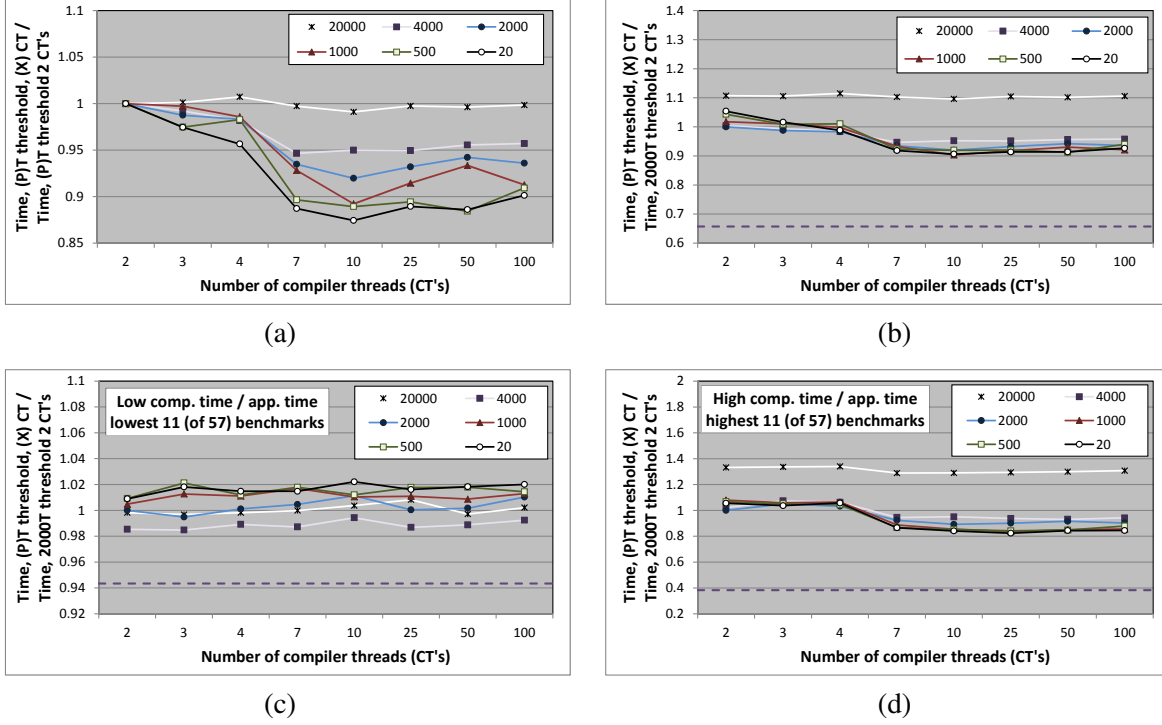 1.1
1.05
1
0.95
0.9
0.85
Time, (P)T threshold, (X) CT /
Time, (P)T threshold 2 CT's
20000 4000 2000
1000 500 20
2 3 4 7 10 25 50 100
Number of compiler threads (CT's)
(a)
1.4
1.3
1.2
1.1
1
0.9
0.8
0.7
0.6
Time, (P)T threshold, (X) CT /
Time, 2000T threshold 2 CT's
20000 4000 2000
1000 500 20
2 3 4 7 10 25 50 100
Number of compiler threads (CT's)
(b)
1.1
1.08
1.06
1.04
1.02
1
0.98
0.96
0.94
0.92
Time, (P)T threshold, (X) CT /
Time, 2000T threshold 2 CT's
Low comp. time / app. time
lowest 11 (of 57) benchmarks
20000 4000
2000 1000
500 20
2 3 4 7 10 25 50 100
Number of compiler threads (CT's)
(c)
2
1.8
1.6
1.4
1.2
1
0.8
0.6
0.4
0.2
Time, (P)T threshold, (X) CT /
Time, 2000T threshold 2 CT's
High comp. time / app. time
highest 11 (of 57) benchmarks
20000 4000
2000 1000
500 20
2 3 4 7 10 25 50 100
Number of compiler threads (CT's)
(d)